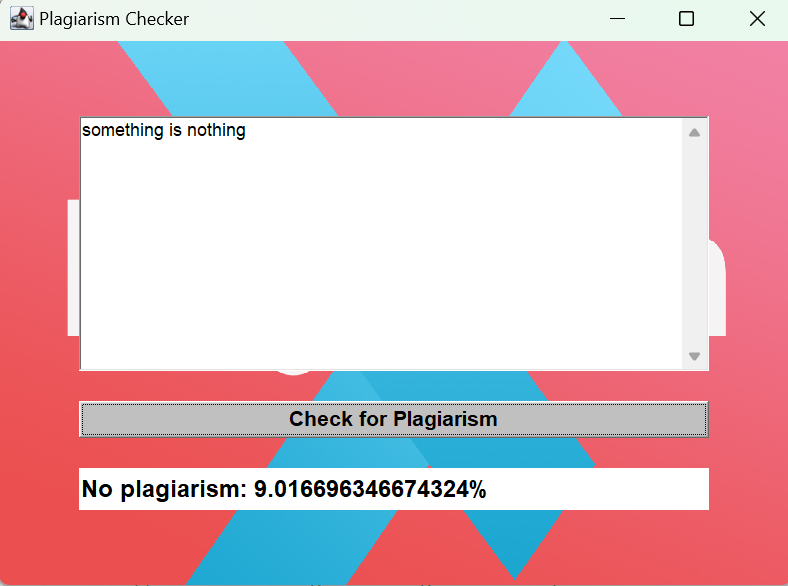 Plagiarism Checker
something is nothing
Check for Plagiarism
No plagiarism: 9.016696346674324%